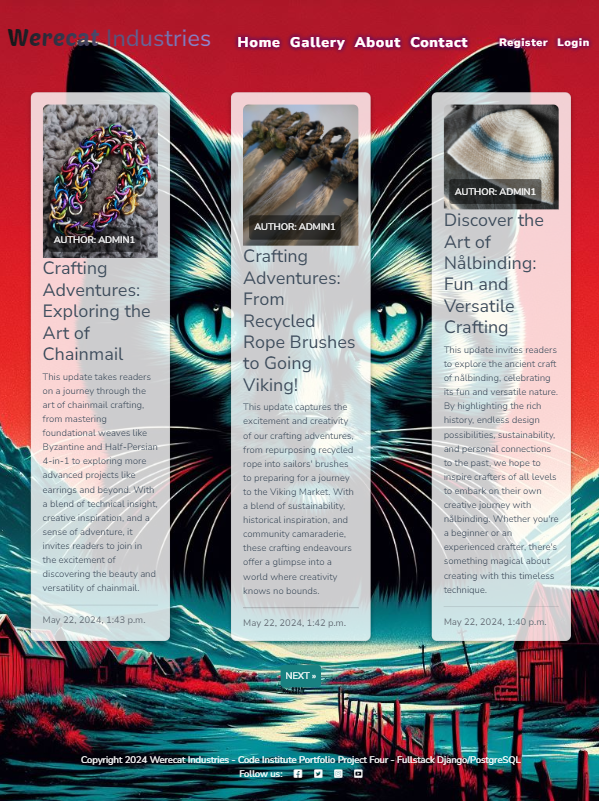 Werecat Industries
Home Gallery About Contact
Register Login
AUTHOR: ADMIN1
Crafting
Adventures:
Exploring the
Art of
Chainmail
This update takes readers
on a journey through the
art of chainmail crafting,
from mastering
foundational weaves like
Byzantine and Half-Persian
4-in-1 to exploring more
advanced projects like
earrings and beyond. With
a blend of technical insight,
creative inspiration, and a
sense of adventure, it
invites readers to join in
the excitement of
discovering the beauty and
versatility of chainmail.
May 22, 2024, 1:43 p.m.
AUTHOR: ADMIN1
Crafting
Adventures:
From
Recycled
Rope Brushes
to Going
Viking!
This update captures the
excitement and creativity
of our crafting adventures,
from repurposing recycled
rope into sailors' brushes
to preparing for a journey
to the Viking Market. With
a blend of sustainability,
historical inspiration, and
community camaraderie,
these crafting endeavours
offer a glimpse into a
world where creativity
knows no bounds.
May 22, 2024, 1:42 p.m.
AUTHOR: ADMIN1
Discover the
Art of
Nålbinding:
Fun and
Versatile
Crafting
This update invites readers
to explore the ancient craft
of nålbinding, celebrating
its fun and versatile nature.
By highlighting the rich
history, endless design
possibilities, sustainability,
and personal connections
to the past, we hope to
inspire crafters of all levels
to embark on their own
creative journey with
nålbinding. Whether you're
a beginner or an
experienced crafter, there's
something magical about
creating with this timeless
technique.
May 22, 2024, 1:40 p.m.
NEXT »
Copyright 2024 Werecat Industries - Code Institute Portfolio Project Four - Fullstack Django/PostgreSQL
Follow us: